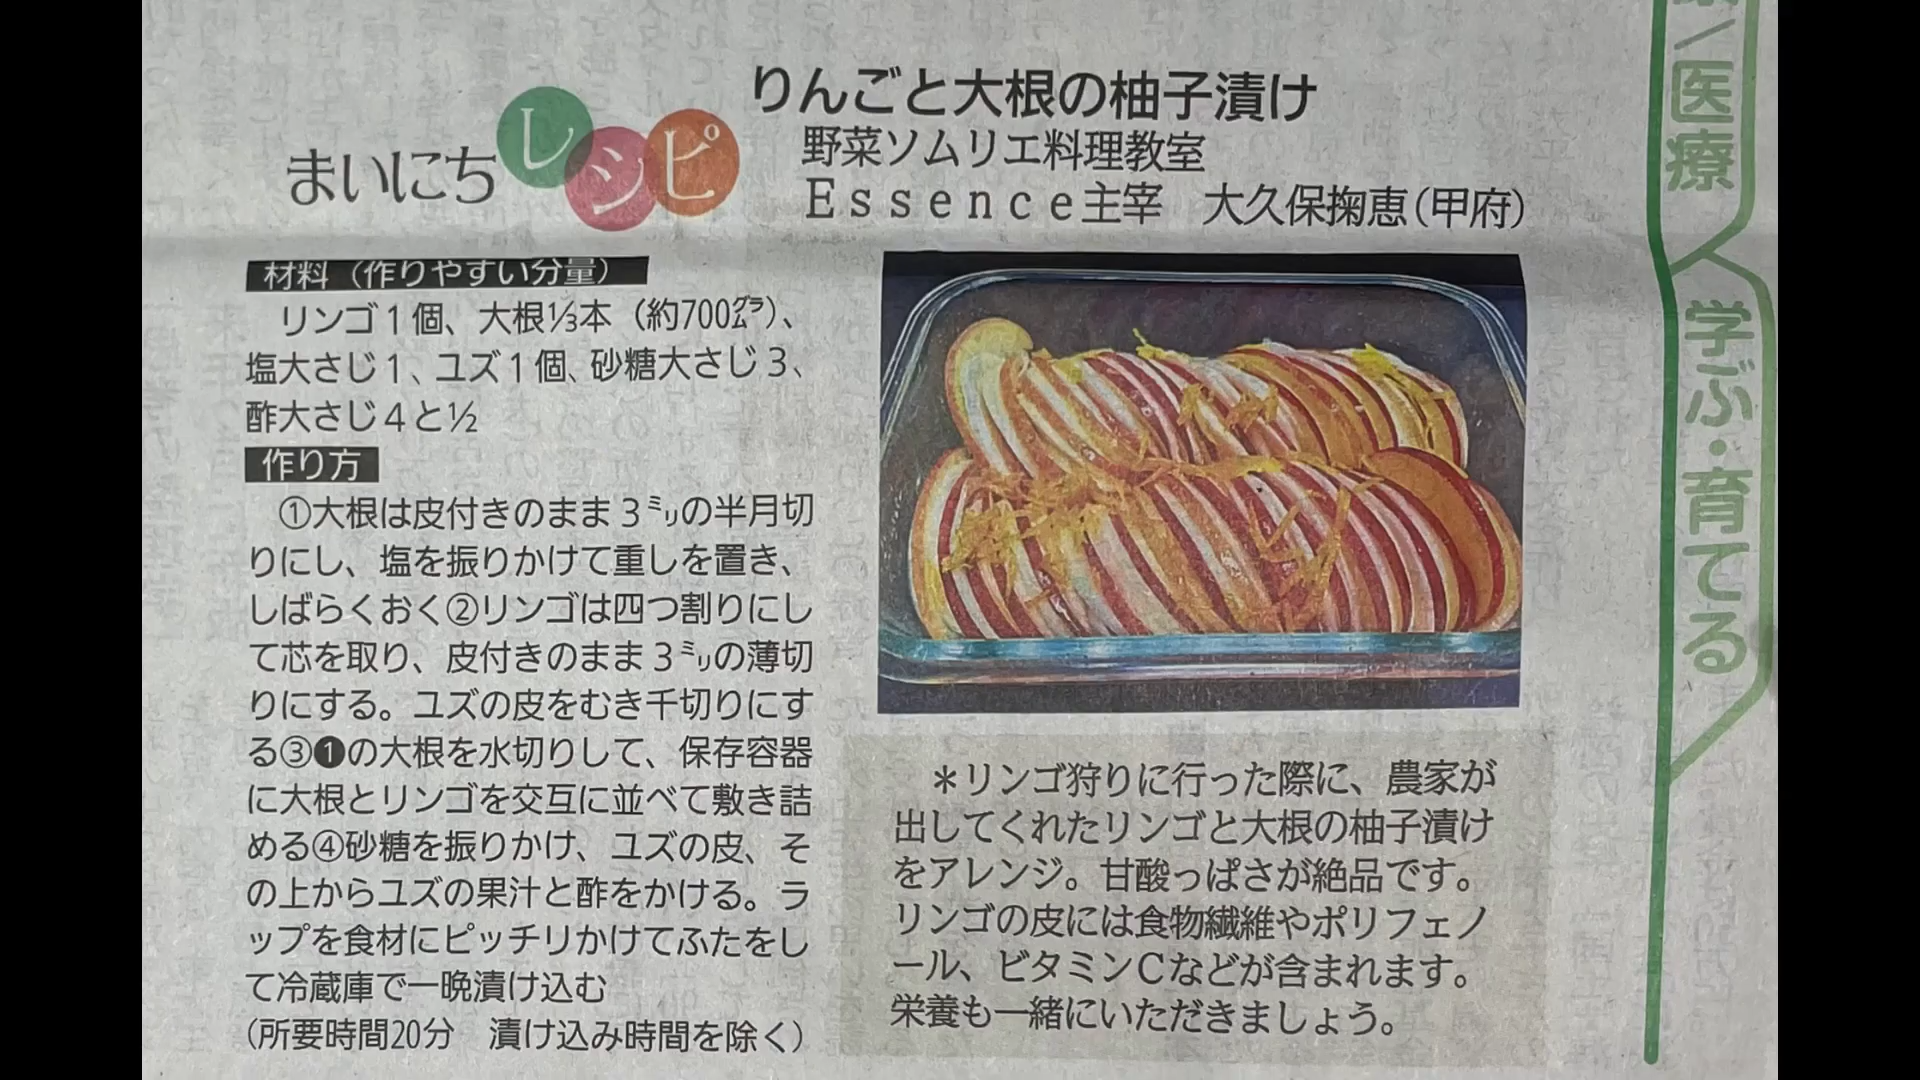 りんごと大根の柚子漬け
まいにちレシピ
野菜ソムリエ料理教室
Essence主宰　大久保掬恵（甲府）
材料（作りやすい分量）
リンゴ１個、大根⅓本（約700㌘）、
塩大さじ１、ユズ１個、砂糖大さじ３、
酢大さじ４と½
作り方
①大根は皮付きのまま３㍉の半月切
りにし、塩を振りかけて重しを置き、
しばらくおく②リンゴは四つ割りにし
て芯を取り、皮付きのまま３㍉の薄切
りにする。ユズの皮をむき千切りにす
る③❶の大根を水切りして、保存容器
に大根とリンゴを交互に並べて敷き詰
める④砂糖を振りかけ、ユズの皮、そ
の上からユズの果汁と酢をかける。ラ
ップを食材にピッチリかけてふたをし
て冷蔵庫で一晩漬け込む
（所要時間20分　漬け込み時間を除く）
＊リンゴ狩りに行った際に、農家が
出してくれたリンゴと大根の柚子漬け
をアレンジ。甘酸っぱさが絶品です。
リンゴの皮には食物繊維やポリフェノ
ール、ビタミンＣなどが含まれます。
栄養も一緒にいただきましょう。
／医療
学ぶ・育てる